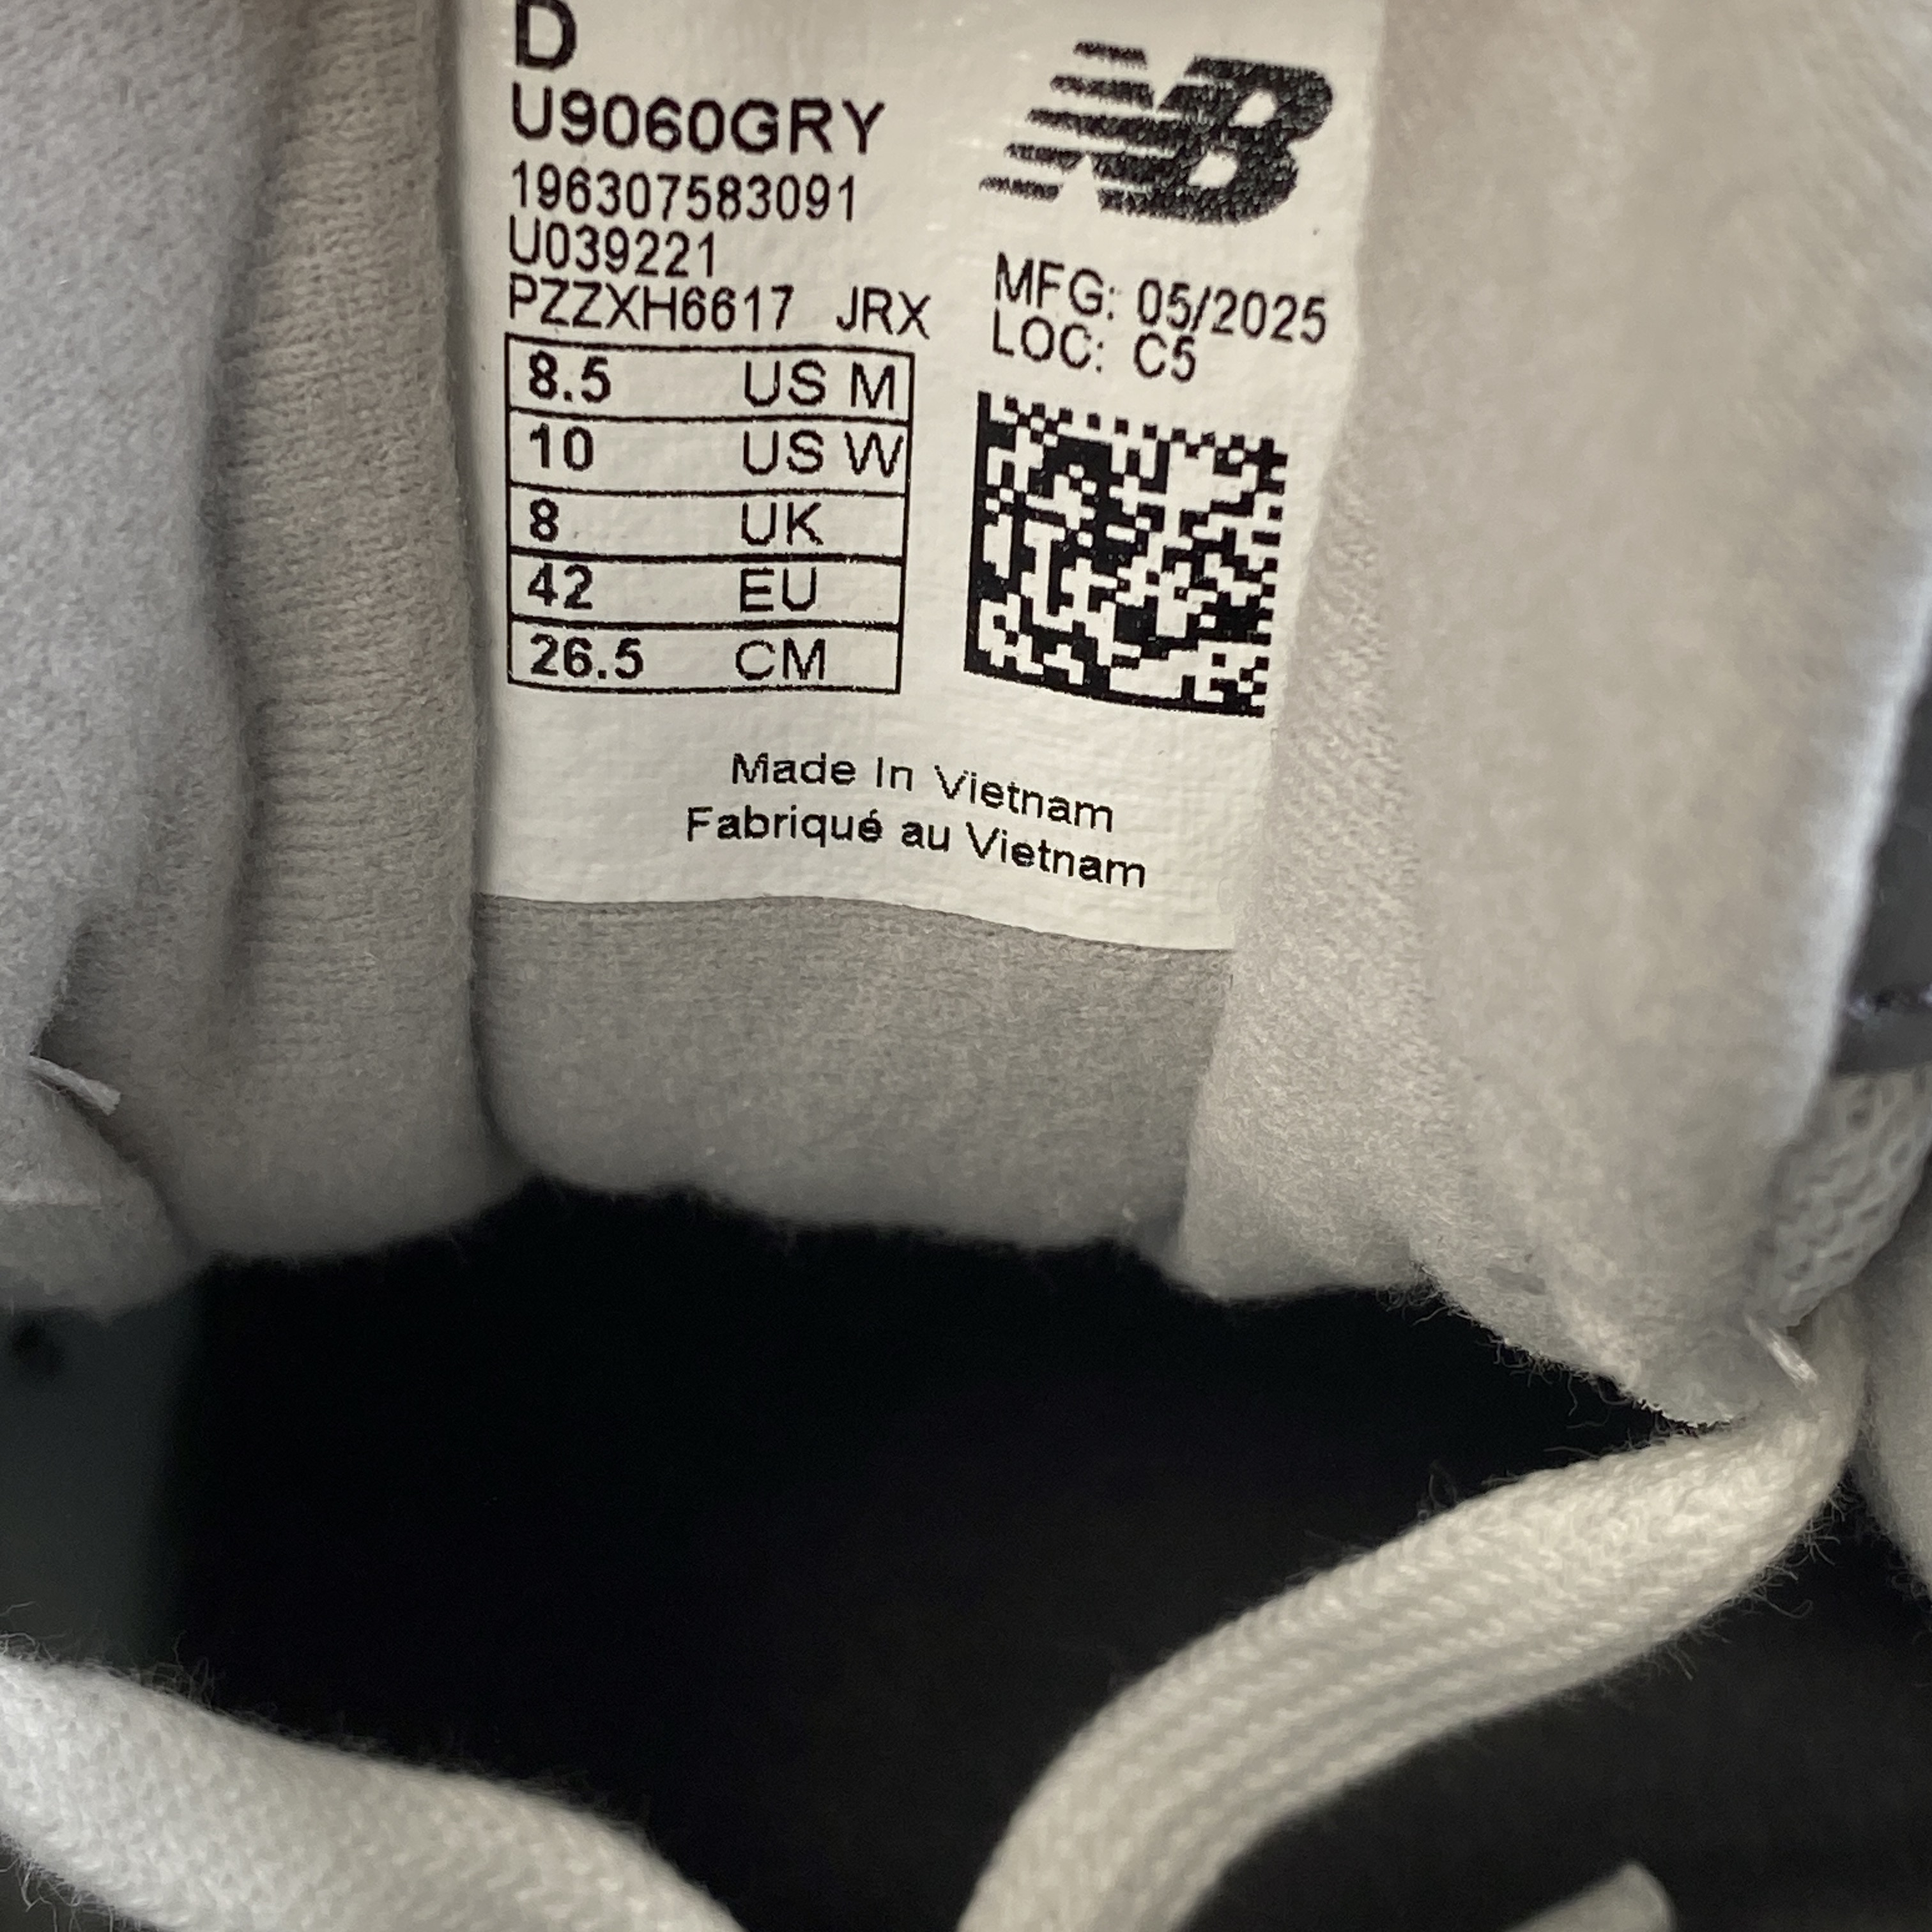 D
U9060GRY
196307583091
U039221
PZZXH6617 JRX
8.5 US M
10 US W
8 UK
42 EU
26.5 CM
NB
MFG: 05/2025
LOC: C5
Made In Vietnam
Fabriqué au Vietnam